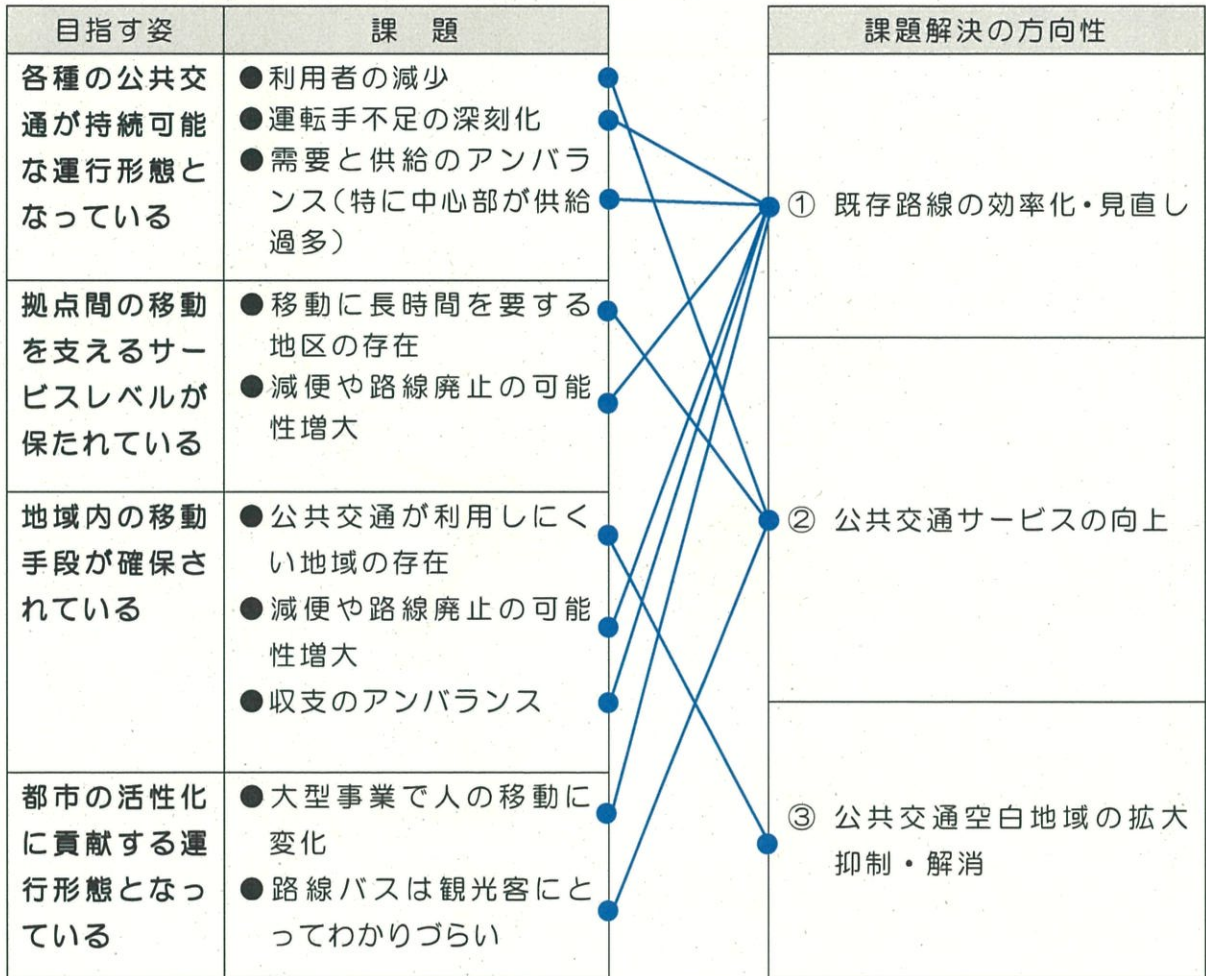 目指す姿
課　題
課題解決の方向性
各種の公共交
通が持続可能
な運行形態と
なっている
●利用者の減少
●運転手不足の深刻化
●需要と供給のアンバラ
ンス（特に中心部が供給
過多）
① 既存路線の効率化・見直し
拠点間の移動
を支えるサー
ビスレベルが
保たれている
●移動に長時間を要する
地区の存在
●減便や路線廃止の可能
性増大
② 公共交通サービスの向上
地域内の移動
手段が確保さ
れている
●公共交通が利用しにく
い地域の存在
●減便や路線廃止の可能
性増大
●収支のアンバランス
都市の活性化
に貢献する運
行形態となっ
ている
●大型事業で人の移動に
変化
●路線バスは観光客にと
ってわかりづらい
③ 公共交通空白地域の拡大
抑制・解消